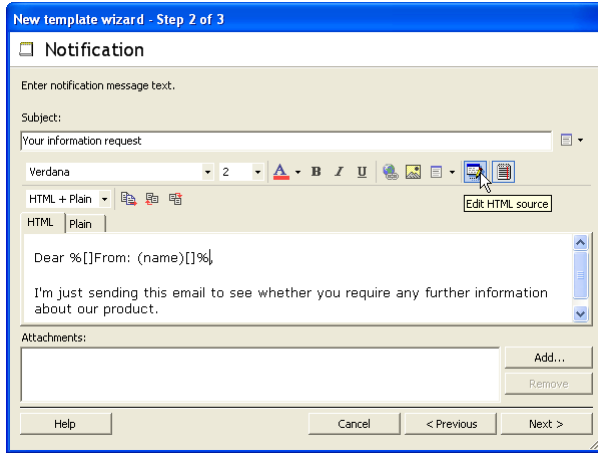 New template wizard - Step 2 of 3
Notification
Enter notification message text.
Subject:
Your information request
Verdana 2 A B I U
HTML + Plain
Edit HTML source
HTML Plain
Dear %[]From: (name)[]%,
I'm just sending this email to see whether you require any further information
about our product.
Attachments:
Add...
Remove
Help Cancel < Previous Next >